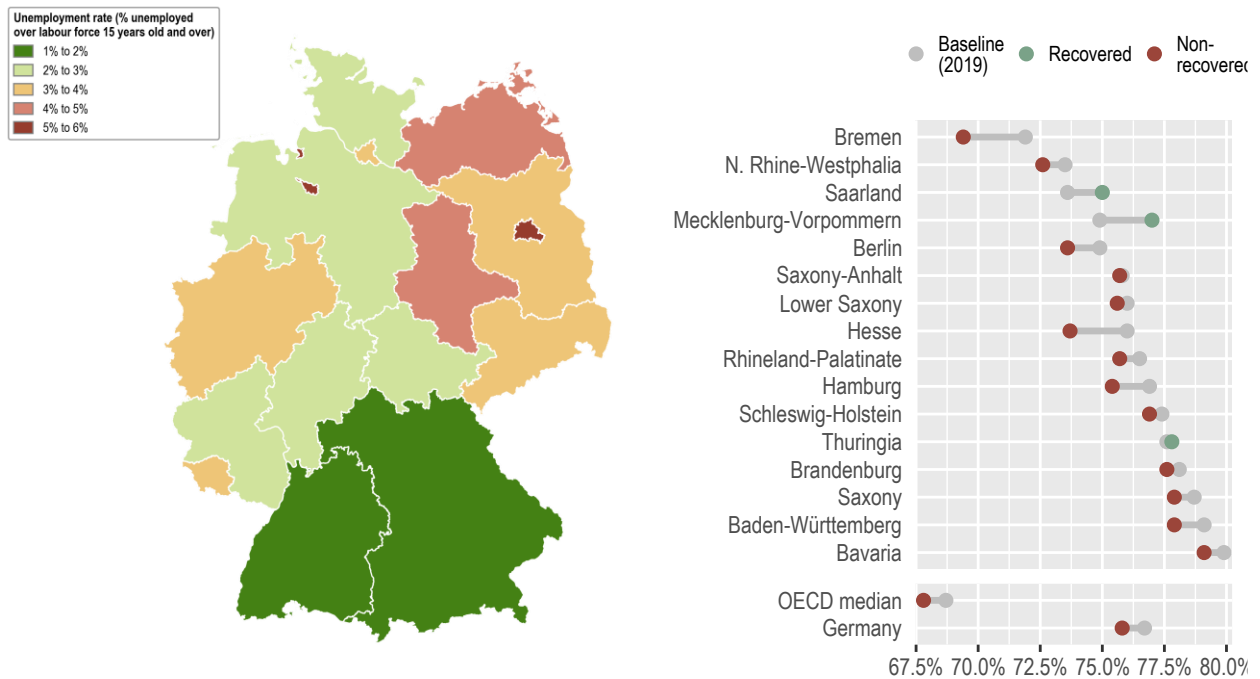 Unemployment rate (% unemployed
over labour force 15 years old and over)
1% to 2%
2% to 3%
3% to 4%
4% to 5%
5% to 6%
Baseline
(2019)
Recovered
Non-
recovered
Bremen
N. Rhine-Westphalia
Saarland
Mecklenburg-Vorpommern
Berlin
Saxony-Anhalt
Lower Saxony
Hesse
Rhineland-Palatinate
Hamburg
Schleswig-Holstein
Thuringia
Brandenburg
Saxony
Baden-Württemberg
Bavaria
OECD median
Germany
67.5% 70.0% 72.5% 75.0% 77.5% 80.0%